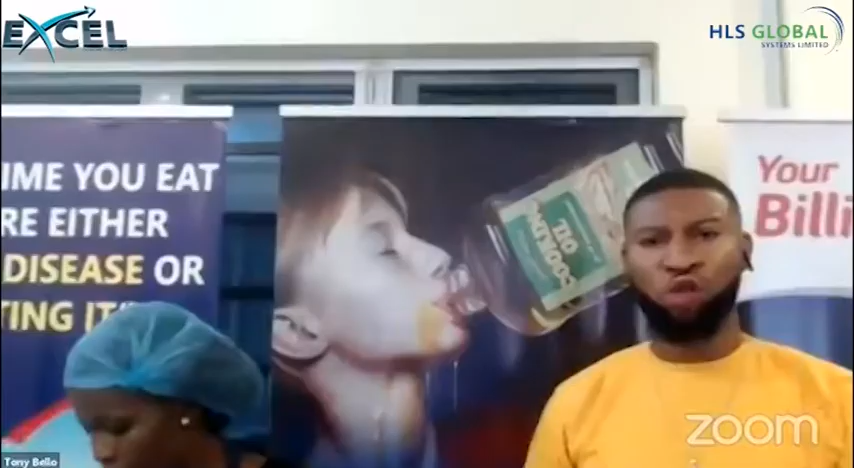 EXCEL
HLS GLOBAL
SYSTEMS LIMITED
IME YOU EAT
RE EITHER
DISEASE OR
TING IT
COOKING
OIL
Your
Billi
zoom
Tony Bello